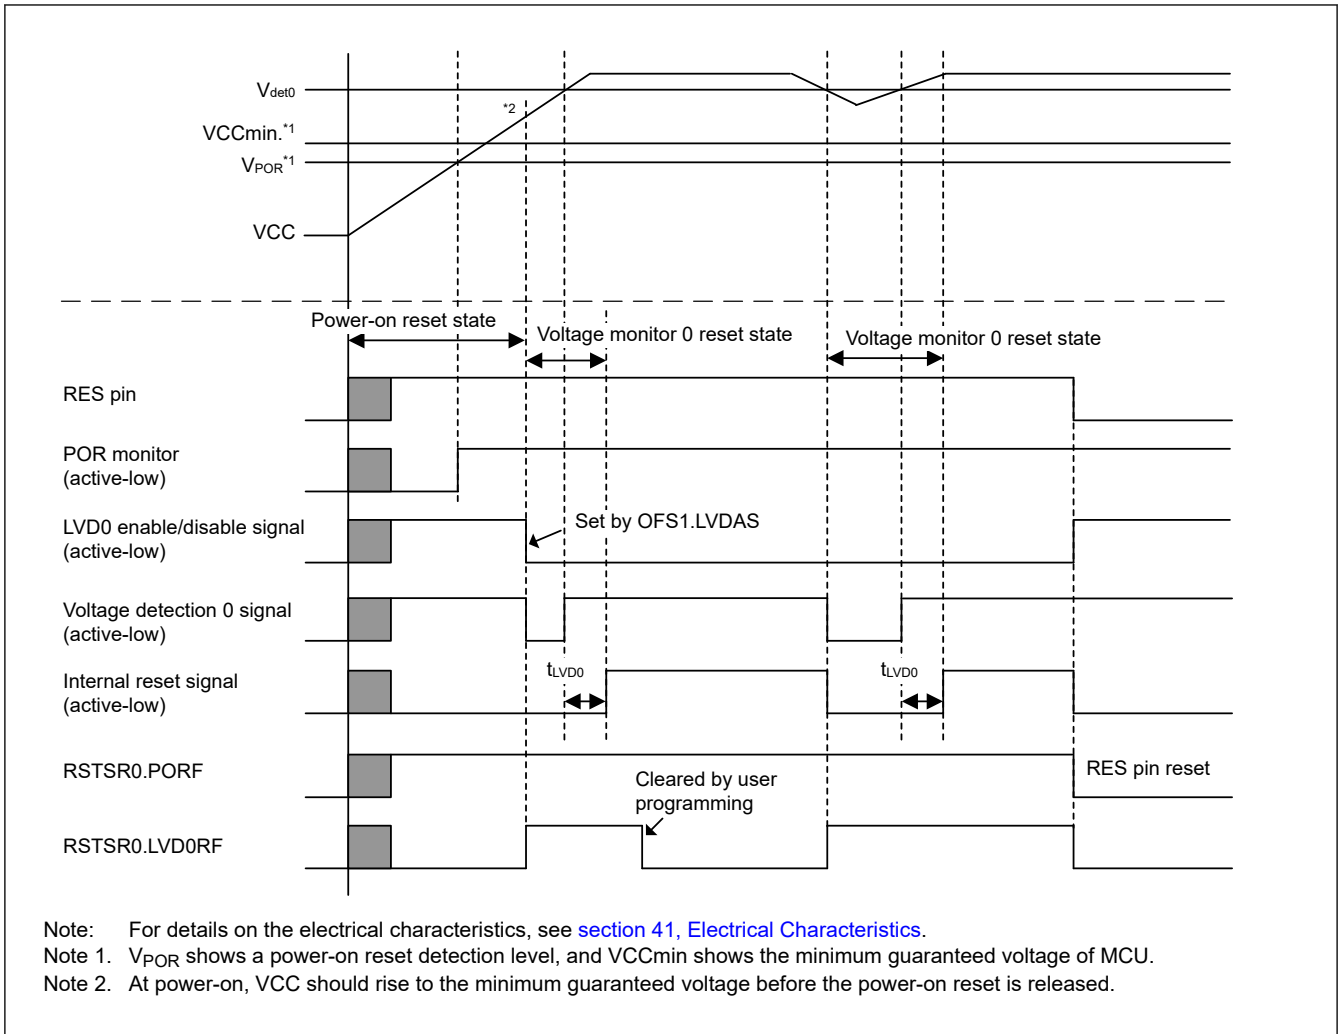 Vdet0
*2
VCCmin.*1
VPOR*1
VCC
Power-on reset state
Voltage monitor 0 reset state
Voltage monitor 0 reset state
RES pin
POR monitor
(active-low)
LVD0 enable/disable signal
(active-low)
Set by OFS1.LVDAS
Voltage detection 0 signal
(active-low)
tLVD0
tLVD0
Internal reset signal
(active-low)
RSTSR0.PORF
RES pin reset
Cleared by user
programming
RSTSR0.LVD0RF
Note: For details on the electrical characteristics, see section 41, Electrical Characteristics.
Note 1. VPOR shows a power-on reset detection level, and VCCmin shows the minimum guaranteed voltage of MCU.
Note 2. At power-on, VCC should rise to the minimum guaranteed voltage before the power-on reset is released.